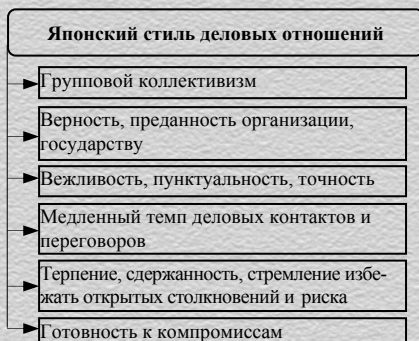 Японский стиль деловых отношений
Групповой коллективизм
Верность, преданность организации,
государству
Вежливость, пунктуальность, точность
Медленный темп деловых контактов и
переговоров
Терпение, сдержанность, стремление избе-
жать открытых столкновений и риска
Готовность к компромиссам